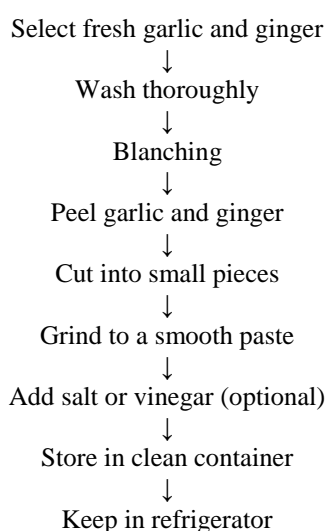 Select fresh garlic and ginger
↓
Wash thoroughly
↓
Blanching
↓
Peel garlic and ginger
↓
Cut into small pieces
↓
Grind to a smooth paste
↓
Add salt or vinegar (optional)
↓
Store in clean container
↓
Keep in refrigerator